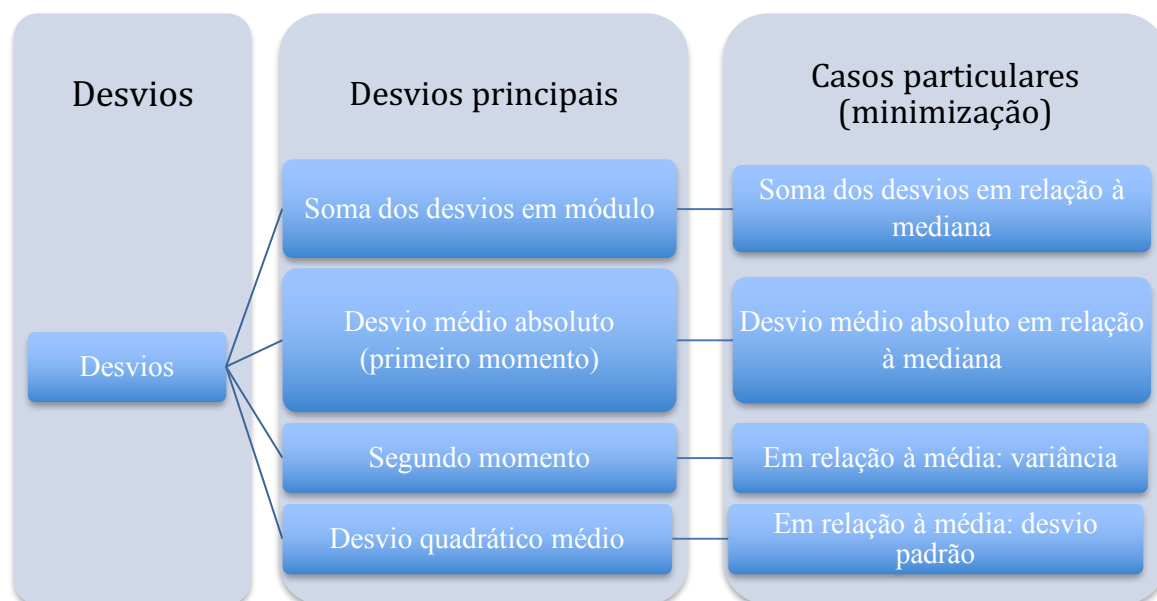 Desvios
Desvios principais
Casos particulares
(minimização)
Desvios
Soma dos desvios em módulo
Soma dos desvios em relação à
mediana
Desvio médio absoluto
(primeiro momento)
Desvio médio absoluto em relação
à mediana
Segundo momento
Em relação à média: variância
Desvio quadrático médio
Em relação à média: desvio
padrão